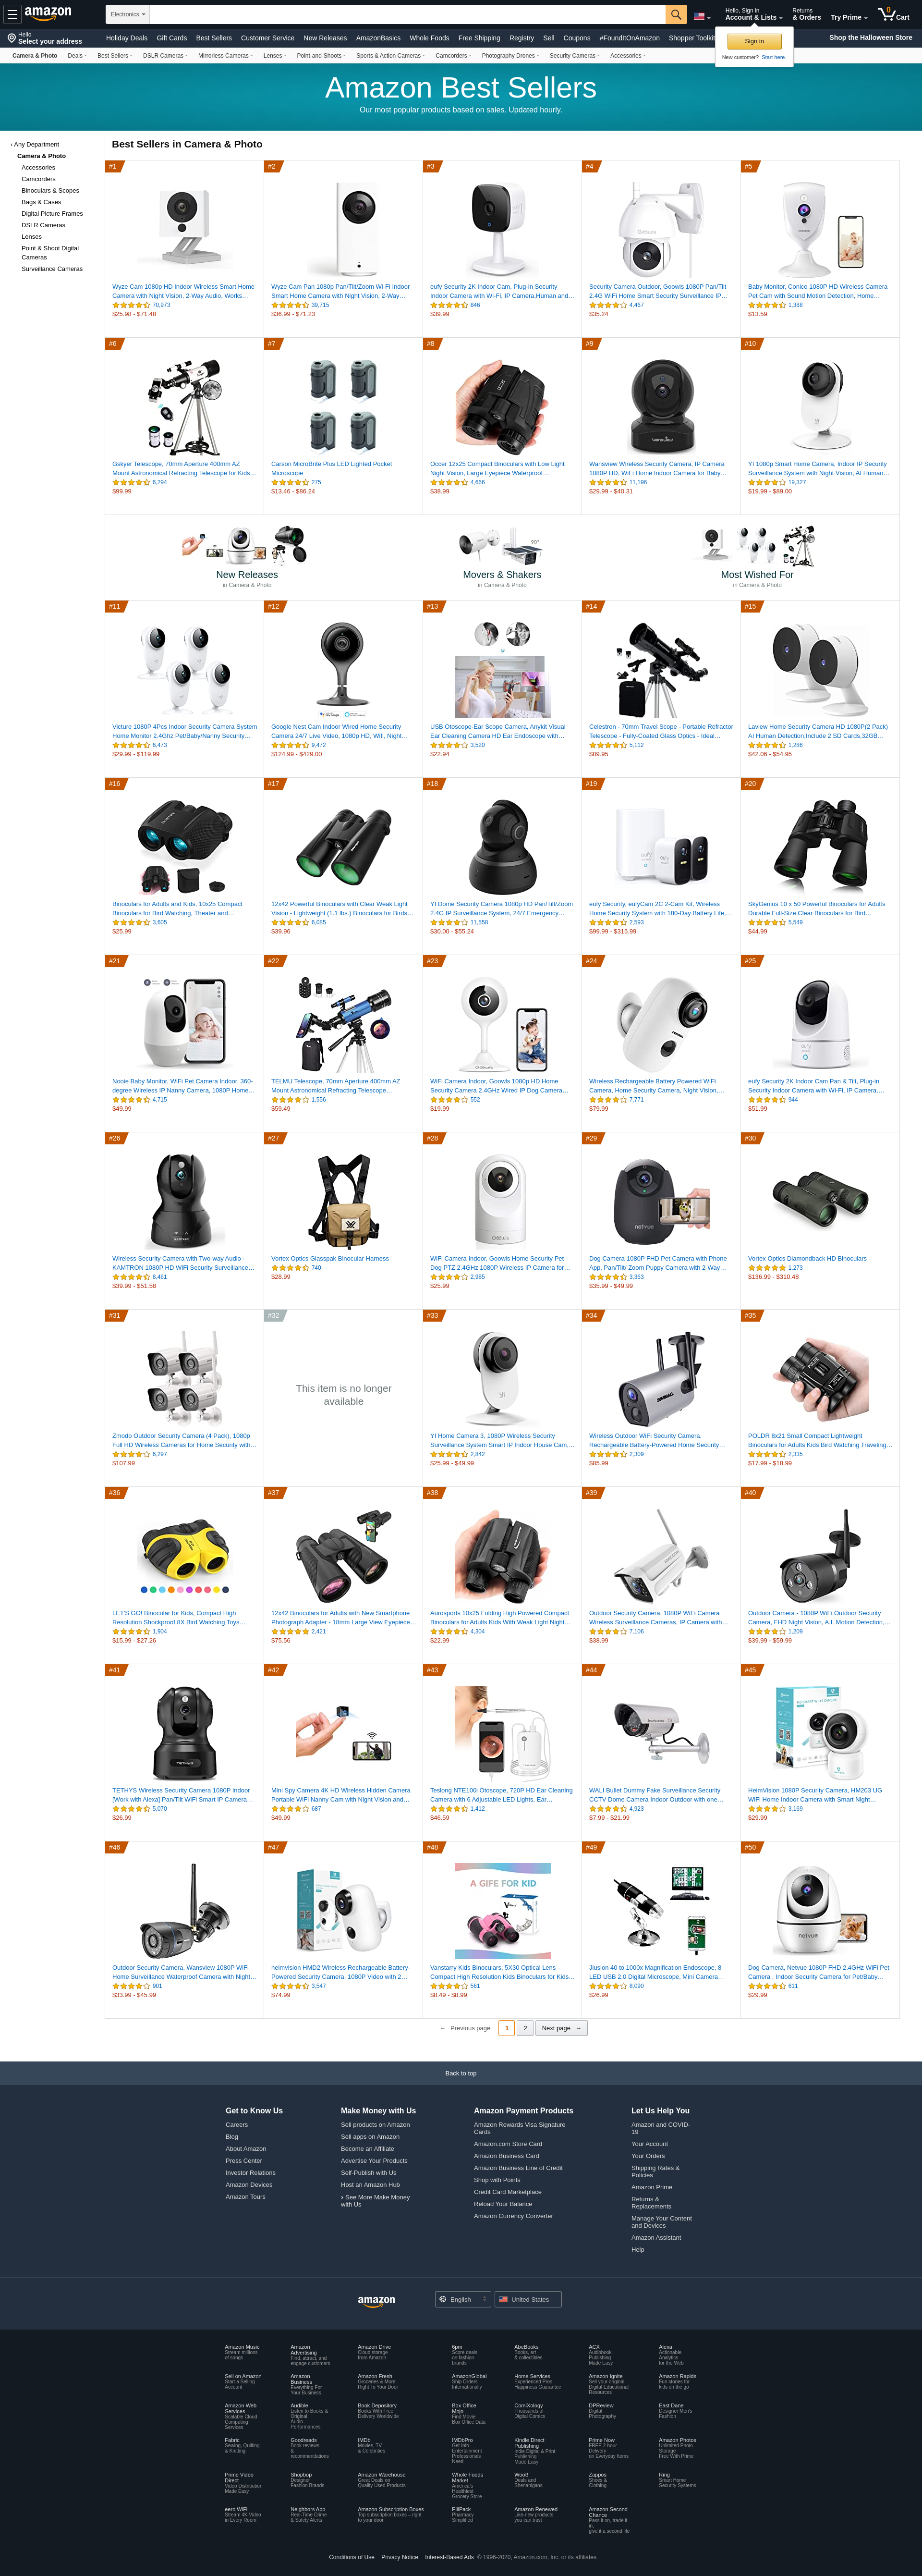 Hello
Select your address
amazon
Electronics
Hello, Sign in
Account & Lists
Returns
& Orders
Try Prime
0
Cart
Holiday Deals Gift Cards Best Sellers Customer Service New Releases AmazonBasics Whole Foods Free Shipping Registry Sell Coupons #FoundItOnAmazon Shopper Toolkit
Shop the Halloween Store
Sign in
New customer? Start here.
Camera & Photo Deals Best Sellers DSLR Cameras Mirrorless Cameras Lenses Point-and-Shoots Sports & Action Cameras Camcorders Photography Drones Security Cameras Accessories
Amazon Best Sellers
Our most popular products based on sales. Updated hourly.
‹ Any Department
Camera & Photo
Accessories
Camcorders
Binoculars & Scopes
Bags & Cases
Digital Picture Frames
DSLR Cameras
Lenses
Point & Shoot Digital
Cameras
Surveillance Cameras
Best Sellers in Camera & Photo
#1
Wyze Cam 1080p HD Indoor Wireless Smart Home
Camera with Night Vision, 2-Way Audio, Works…
70,973
$25.98 - $71.48
#2
Wyze Cam Pan 1080p Pan/Tilt/Zoom Wi-Fi Indoor
Smart Home Camera with Night Vision, 2-Way…
39,715
$36.99 - $71.23
#3
eufy Security 2K Indoor Cam, Plug-in Security
Indoor Camera with Wi-Fi, IP Camera,Human and…
846
$39.99
#4
Security Camera Outdoor, Goowls 1080P Pan/Tilt
2.4G WiFi Home Smart Security Surveillance IP…
4,467
$35.24
#5
Baby Monitor, Conico 1080P HD Wireless Camera
Pet Cam with Sound Motion Detection, Home…
1,388
$13.59
#6
Gskyer Telescope, 70mm Aperture 400mm AZ
Mount Astronomical Refracting Telescope for Kids…
6,294
$99.99
#7
Carson MicroBrite Plus LED Lighted Pocket
Microscope
275
$13.46 - $86.24
#8
Occer 12x25 Compact Binoculars with Low Light
Night Vision, Large Eyepiece Waterproof…
4,666
$38.99
#9
Wansview Wireless Security Camera, IP Camera
1080P HD, WiFi Home Indoor Camera for Baby…
11,196
$29.99 - $40.31
#10
YI 1080p Smart Home Camera, Indoor IP Security
Surveillance System with Night Vision, AI Human…
19,327
$19.99 - $89.00
New Releases
in Camera & Photo
90°
Movers & Shakers
in Camera & Photo
Most Wished For
in Camera & Photo
#11
Victure 1080P 4Pcs Indoor Security Camera System
Home Monitor 2.4Ghz Pet/Baby/Nanny Security…
6,473
$29.99 - $119.99
#12
Google Nest Cam Indoor Wired Home Security
Camera 24/7 Live Video, 1080p HD, Wifi, Night…
9,472
$124.99 - $429.00
#13
USB Otoscope-Ear Scope Camera, Anykit Visual
Ear Cleaning Camera HD Ear Endoscope with…
3,520
$22.94
#14
Celestron - 70mm Travel Scope - Portable Refractor
Telescope - Fully-Coated Glass Optics - Ideal…
5,112
$89.95
#15
Laview Home Security Camera HD 1080P(2 Pack)
AI Human Detection,Include 2 SD Cards,32GB…
1,286
$42.06 - $54.95
#16
Binoculars for Adults and Kids, 10x25 Compact
Binoculars for Bird Watching, Theater and…
3,605
$25.99
#17
12x42 Powerful Binoculars with Clear Weak Light
Vision - Lightweight (1.1 lbs.) Binoculars for Birds…
6,085
$39.96
#18
YI Dome Security Camera 1080p HD Pan/Tilt/Zoom
2.4G IP Surveillance System, 24/7 Emergency…
11,558
$30.00 - $55.24
#19
eufy Security, eufyCam 2C 2-Cam Kit, Wireless
Home Security System with 180-Day Battery Life,…
2,593
$99.99 - $315.99
#20
SkyGenius 10 x 50 Powerful Binoculars for Adults
Durable Full-Size Clear Binoculars for Bird…
5,549
$44.99
#21
Nooie Baby Monitor, WiFi Pet Camera Indoor, 360-
degree Wireless IP Nanny Camera, 1080P Home…
4,715
$49.99
#22
TELMU Telescope, 70mm Aperture 400mm AZ
Mount Astronomical Refracting Telescope…
1,556
$59.49
#23
WiFi Camera Indoor, Goowls 1080p HD Home
Security Camera 2.4GHz Wired IP Dog Camera…
552
$19.99
#24
Wireless Rechargeable Battery Powered WiFi
Camera, Home Security Camera, Night Vision,…
7,771
$79.99
#25
eufy Security 2K Indoor Cam Pan & Tilt, Plug-in
Security Indoor Camera with Wi-Fi, IP Camera,…
944
$51.99
#26
Wireless Security Camera with Two-way Audio -
KAMTRON 1080P HD WiFi Security Surveillance…
8,461
$39.99 - $51.58
#27
Vortex Optics Glasspak Binocular Harness
740
$28.99
#28
WiFi Camera Indoor, Goowls Home Security Pet
Dog PTZ 2.4GHz 1080P Wireless IP Camera for…
2,985
$25.99
#29
netvue
Dog Camera-1080P FHD Pet Camera with Phone
App, Pan/Tilt/ Zoom Puppy Camera with 2-Way…
3,363
$35.99 - $49.99
#30
Vortex Optics Diamondback HD Binoculars
1,273
$136.99 - $310.48
#31
Zmodo Outdoor Security Camera (4 Pack), 1080p
Full HD Wireless Cameras for Home Security with…
6,297
$107.99
#32
This item is no longer
available
#33
YI Home Camera 3, 1080P Wireless Security
Surveillance System Smart IP Indoor House Cam,…
2,842
$25.99 - $49.99
#34
Wireless Outdoor WiFi Security Camera,
Rechargeable Battery-Powered Home Security…
2,309
$85.99
#35
POLDR 8x21 Small Compact Lightweight
Binoculars for Adults Kids Bird Watching Traveling…
2,335
$17.99 - $18.99
#36
LET'S GO! Binocular for Kids, Compact High
Resolution Shockproof 8X Bird Watching Toys…
1,904
$15.99 - $27.26
#37
12x42 Binoculars for Adults with New Smartphone
Photograph Adapter - 18mm Large View Eyepiece…
2,421
$75.56
#38
Aurosports 10x25 Folding High Powered Compact
Binoculars for Adults Kids With Weak Light Night…
4,304
$22.99
#39
Outdoor Security Camera, 1080P WiFi Camera
Wireless Surveillance Cameras, IP Camera with…
7,106
$38.99
#40
Outdoor Camera - 1080P WiFi Outdoor Security
Camera, FHD Night Vision, A.I. Motion Detection,…
1,209
$39.99 - $59.99
#41
TETHYS Wireless Security Camera 1080P Indoor
[Work with Alexa] Pan/Tilt WiFi Smart IP Camera…
5,070
$26.99
#42
Mini Spy Camera 4K HD Wireless Hidden Camera
Portable WiFi Nanny Cam with Night Vision and…
687
$49.99
#43
Teslong NTE100i Otoscope, 720P HD Ear Cleaning
Camera with 6 Adjustable LED Lights, Ear…
1,412
$46.59
#44
WALI Bullet Dummy Fake Surveillance Security
CCTV Dome Camera Indoor Outdoor with one…
4,923
$7.99 - $21.99
#45
HeimVision 1080P Security Camera, HM203 UG
WiFi Home Indoor Camera with Smart Night…
3,169
$29.99
#46
Outdoor Security Camera, Wansview 1080P WiFi
Home Surveillance Waterproof Camera with Night…
901
$33.99 - $45.99
#47
heimvision HMD2 Wireless Rechargeable Battery-
Powered Security Camera, 1080P Video with 2…
3,547
$74.99
#48
A GIFE FOR KID
Vanstarry Kids Binoculars, 5X30 Optical Lens -
Compact High Resolution Kids Binoculars for Kids…
561
$8.49 - $8.99
#49
Jiusion 40 to 1000x Magnification Endoscope, 8
LED USB 2.0 Digital Microscope, Mini Camera…
8,090
$26.99
#50
netvue
Dog Camera, Netvue 1080P FHD 2.4GHz WiFi Pet
Camera , Indoor Security Camera for Pet/Baby…
611
$29.99
← Previous page 1 2 Next page →
Back to top
Get to Know Us
Careers
Blog
About Amazon
Press Center
Investor Relations
Amazon Devices
Amazon Tours
Make Money with Us
Sell products on Amazon
Sell apps on Amazon
Become an Affiliate
Advertise Your Products
Self-Publish with Us
Host an Amazon Hub
› See More Make Money
with Us
Amazon Payment Products
Amazon Rewards Visa Signature
Cards
Amazon.com Store Card
Amazon Business Card
Amazon Business Line of Credit
Shop with Points
Credit Card Marketplace
Reload Your Balance
Amazon Currency Converter
Let Us Help You
Amazon and COVID-
19
Your Account
Your Orders
Shipping Rates &
Policies
Amazon Prime
Returns &
Replacements
Manage Your Content
and Devices
Amazon Assistant
Help
amazon
English
United States
Amazon Music
Stream millions
of songs
Amazon
Advertising
Find, attract, and
engage customers
Amazon Drive
Cloud storage
from Amazon
6pm
Score deals
on fashion
brands
AbeBooks
Books, art
& collectibles
ACX
Audiobook
Publishing
Made Easy
Alexa
Actionable
Analytics
for the Web
Sell on Amazon
Start a Selling
Account
Amazon
Business
Everything For
Your Business
Amazon Fresh
Groceries & More
Right To Your Door
AmazonGlobal
Ship Orders
Internationally
Home Services
Experienced Pros
Happiness Guarantee
Amazon Ignite
Sell your original
Digital Educational
Resources
Amazon Rapids
Fun stories for
kids on the go
Amazon Web
Services
Scalable Cloud
Computing
Services
Audible
Listen to Books &
Original
Audio
Performances
Book Depository
Books With Free
Delivery Worldwide
Box Office
Mojo
Find Movie
Box Office Data
ComiXology
Thousands of
Digital Comics
DPReview
Digital
Photography
East Dane
Designer Men's
Fashion
Fabric
Sewing, Quilting
& Knitting
Goodreads
Book reviews
&
recommendations
IMDb
Movies, TV
& Celebrities
IMDbPro
Get Info
Entertainment
Professionals
Need
Kindle Direct
Publishing
Indie Digital & Print
Publishing
Made Easy
Prime Now
FREE 2-hour
Delivery
on Everyday Items
Amazon Photos
Unlimited Photo
Storage
Free With Prime
Prime Video
Direct
Video Distribution
Made Easy
Shopbop
Designer
Fashion Brands
Amazon Warehouse
Great Deals on
Quality Used Products
Whole Foods
Market
America's
Healthiest
Grocery Store
Woot!
Deals and
Shenanigans
Zappos
Shoes &
Clothing
Ring
Smart Home
Security Systems
eero WiFi
Stream 4K Video
in Every Room
Neighbors App
Real-Time Crime
& Safety Alerts
Amazon Subscription Boxes
Top subscription boxes – right
to your door
PillPack
Pharmacy
Simplified
Amazon Renewed
Like-new products
you can trust
Amazon Second
Chance
Pass it on, trade it
in,
give it a second life
Conditions of Use Privacy Notice Interest-Based Ads © 1996-2020, Amazon.com, Inc. or its affiliates